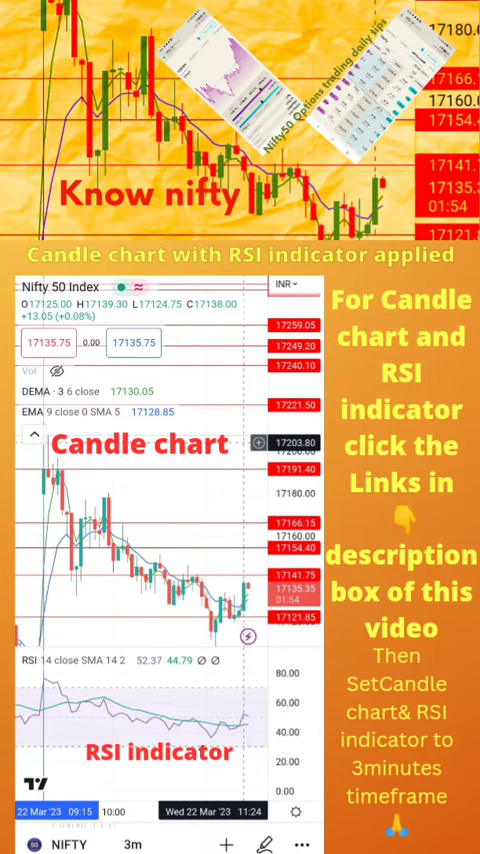 17180.0
17166.1
17160.0
17154.4
Nifty50 Options trading daily tips
17141.7
Know nifty
17135.3
01:54
17121.8
Candle chart with RSI indicator applied
Nifty 50 Index
INR
O17125.00 H17139.30 L17124.75 C17138.00
+13.05 (+0.08%)
17259.05
17135.75 0.00 17135.75
17249.20
17240.10
Vol
DEMA · 3 6 close 17130.05
17221.50
EMA 9 close 0 SMA 5 17128.85
17203.80
17200.00
Candle chart
17191.40
17180.00
17166.15
17160.00
17154.40
17141.75
17135.35
01:54
17121.85
RSI 14 close SMA 14 2 52.37 44.79 Ø Ø
80.00
60.00
40.00
RSI indicator
20.00
0.00
22 Mar '23 09:15 10:00 Wed 22 Mar '23 11:24
50 NIFTY 3m
For Candle
chart and
RSI
indicator
click the
Links in
👇
description
box of this
video
Then
SetCandle
chart& RSI
indicator to
3minutes
timeframe
🙏